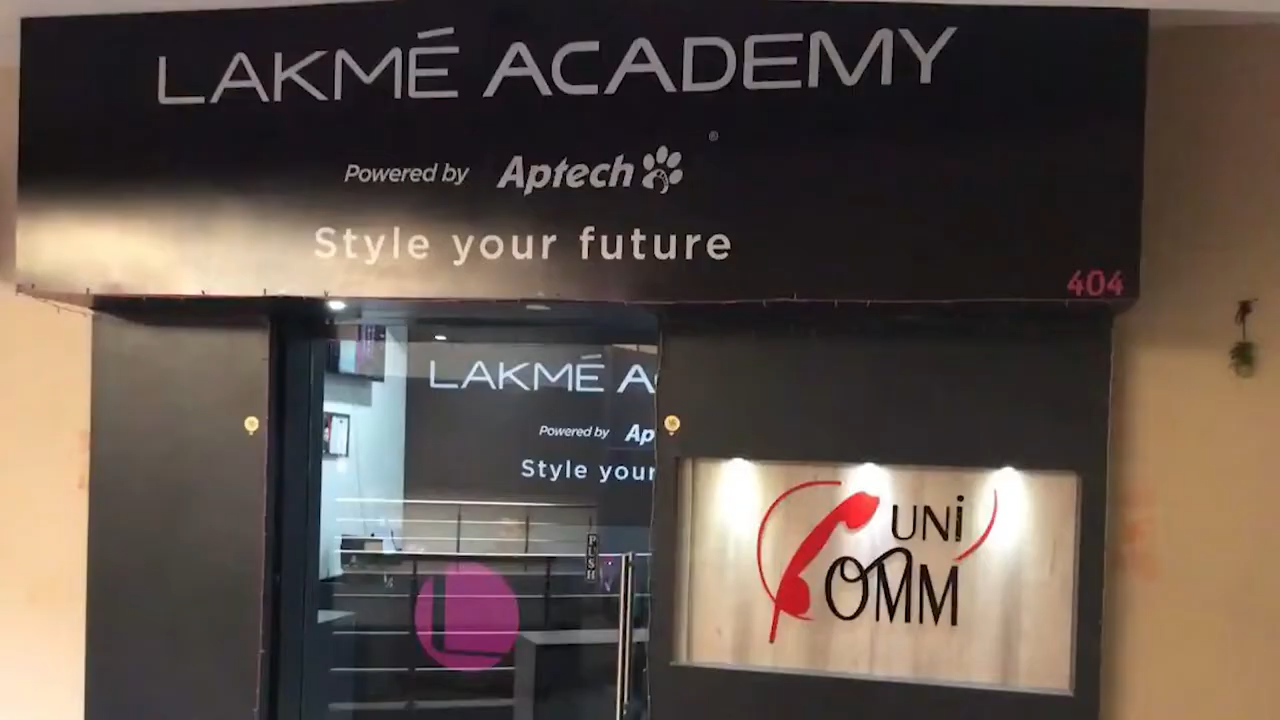 LAKMÉ ACADEMY
Powered by Aptech ®
Style your future
404
LAKMÉ A
Powered by Ap
Style your
PUSH
UNi
OMM